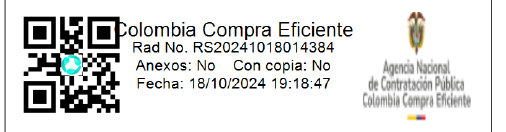 Colombia Compra Eficiente
Rad No. RS20241018014384
Anexos: No Con copia: No
Fecha: 18/10/2024 19:18:47
Agencia Nacional
de Contratación Pública
Colombia Compra Eficiente